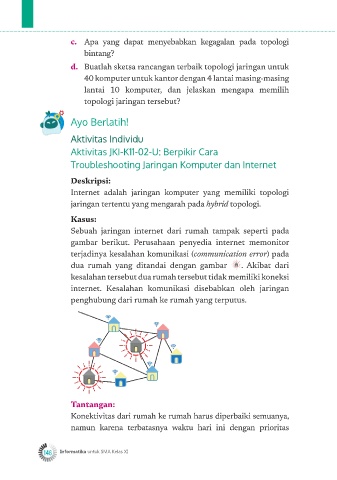 c. Apa yang dapat menyebabkan kegagalan pada topologi
bintang?
d. Buatlah sketsa rancangan terbaik topologi jaringan untuk
40 komputer untuk kantor dengan 4 lantai masing-masing
lantai 10 komputer, dan jelaskan mengapa memilih
topologi jaringan tersebut?
Ayo Berlatih!
Aktivitas Individu
Aktivitas JKI-K11-02-U: Berpikir Cara
Troubleshooting Jaringan Komputer dan Internet
Deskripsi:
Internet adalah jaringan komputer yang memiliki topologi
jaringan tertentu yang mengarah pada hybrid topologi.
Kasus:
Sebuah jaringan internet dari rumah tampak seperti pada
gambar berikut. Perusahaan penyedia internet memonitor
terjadinya kesalahan komunikasi (communication error) pada
dua rumah yang ditandai dengan gambar . Akibat dari
kesalahan tersebut dua rumah tersebut tidak memiliki koneksi
internet. Kesalahan komunikasi disebabkan oleh jaringan
penghubung dari rumah ke rumah yang terputus.
Tantangan:
Konektivitas dari rumah ke rumah harus diperbaiki semuanya,
namun karena terbatasnya waktu hari ini dengan prioritas
148 Informatika untuk SMA Kelas XI